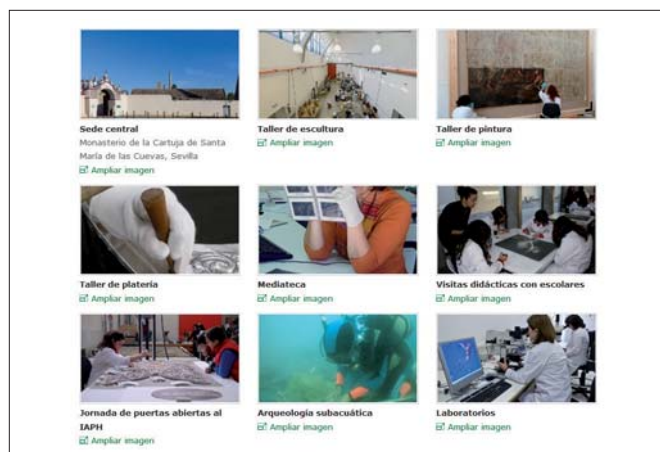 Sede central
Monasterio de la Cartuja de Santa
María de las Cuevas, Sevilla
Ampliar imagen
Taller de escultura
Ampliar imagen
Taller de pintura
Ampliar imagen
Taller de platería
Ampliar imagen
Mediateca
Ampliar imagen
Visitas didácticas con escolares
Ampliar imagen
Jornada de puertas abiertas al
IAPH
Ampliar imagen
Arqueología subacuática
Ampliar imagen
Laboratorios
Ampliar imagen